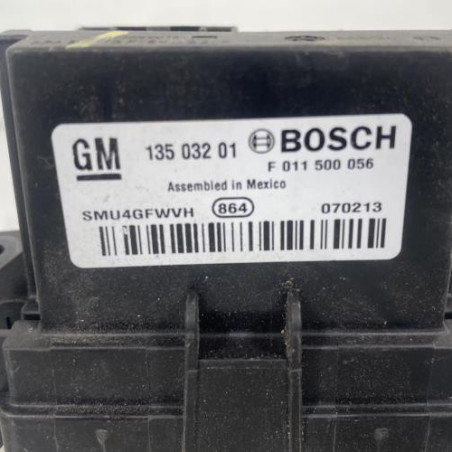 GM 135 032 01 BOSCH
F 011 500 056
Assembled in Mexico
SMU4GFWVH 864 070213